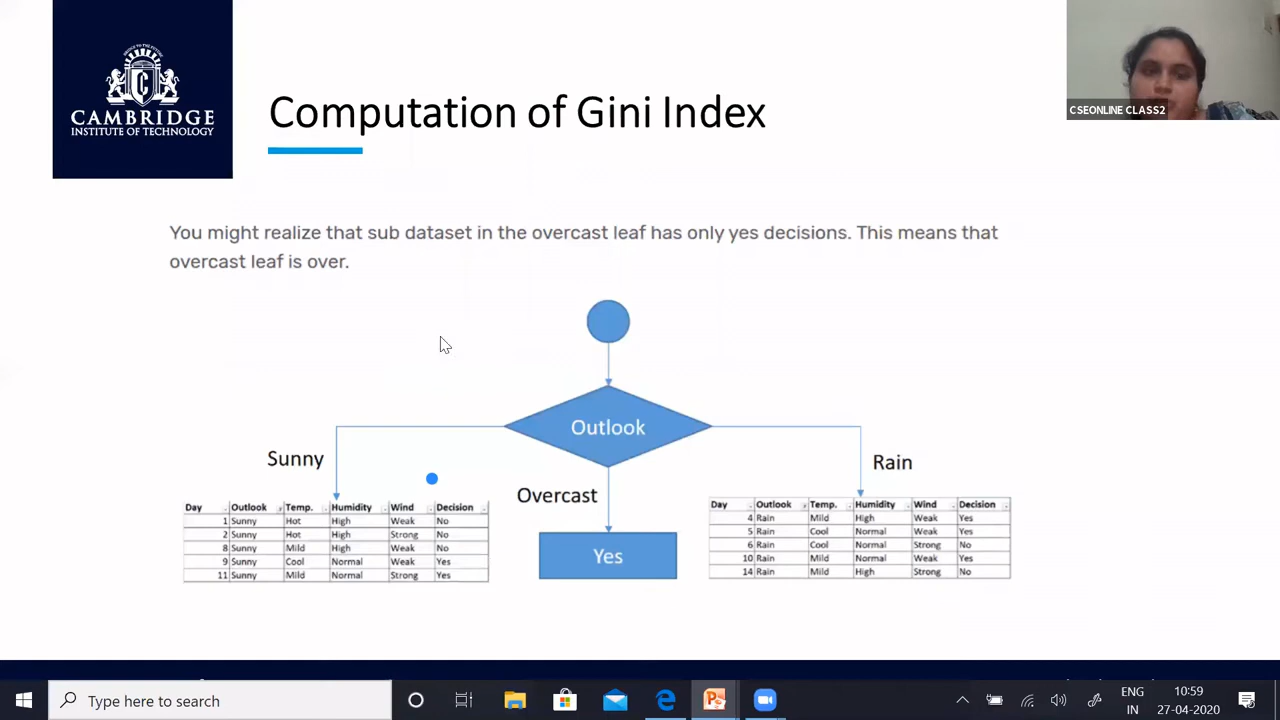 CAMBRIDGE
INSTITUTE OF TECHNOLOGY
Computation of Gini Index
CSEONLINE CLASS2
You might realize that sub dataset in the overcast leaf has only yes decisions. This means that
overcast leaf is over.
Outlook
Sunny
Overcast
Rain
Yes
Day Outlook Temp. Humidity Wind Decision
1 Sunny Hot High Weak No
2 Sunny Hot High Strong No
8 Sunny Mild High Weak No
9 Sunny Cool Normal Weak Yes
11 Sunny Mild Normal Strong Yes
Day Outlook Temp. Humidity Wind Decision
4 Rain Mild High Weak Yes
5 Rain Cool Normal Weak Yes
6 Rain Cool Normal Strong No
10 Rain Mild Normal Weak Yes
14 Rain Mild High Strong No
Type here to search
ENG
IN
10:59
27-04-2020